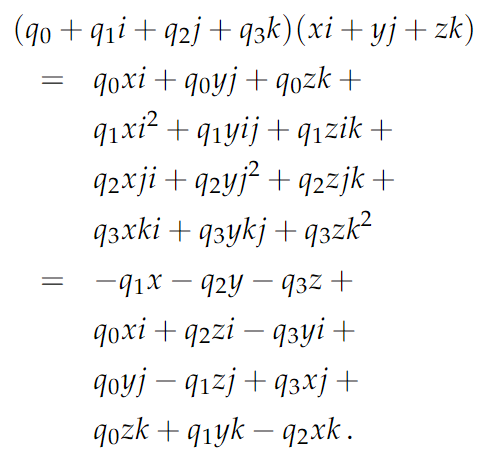 (q₀ + q₁i + q₂j + q₃k)(xi + yj + zk)
= q₀xi + q₀yj + q₀zk +
q₁xi² + q₁yij + q₁zik +
q₂xji + q₂yj² + q₂zjk +
q₃xki + q₃ykj + q₃zk²
= −q₁x − q₂y − q₃z +
q₀xi + q₂zi − q₃yi +
q₀yj − q₁zj + q₃xj +
q₀zk + q₁yk − q₂xk .